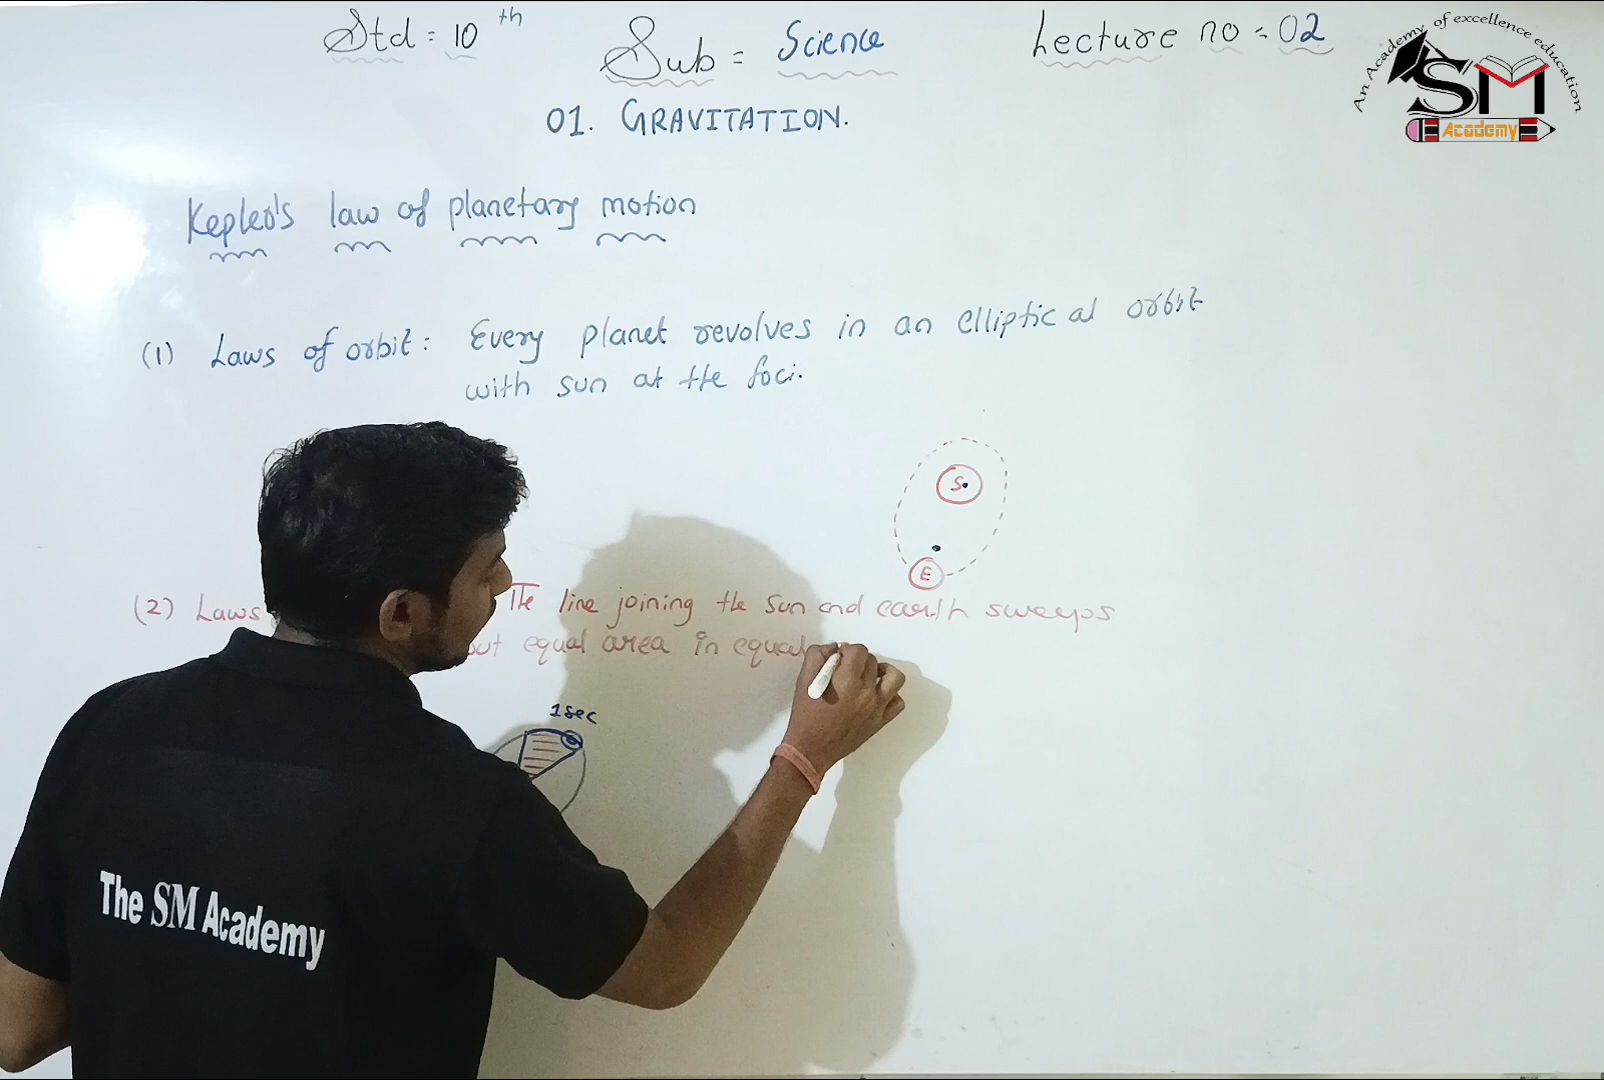 Std = 10th
Sub = Science
Lecture no = 02
An Academy of excellence education
SM
Academy
01. GRAVITATION.
Kepler's law of planetary motion
(1) Laws of orbit: Every planet revolves in an elliptical orbit
with sun at the foci.
S
E
(2) Laws The line joining the sun and earth sweeps
out equal area in equal
1sec
The SM Academy